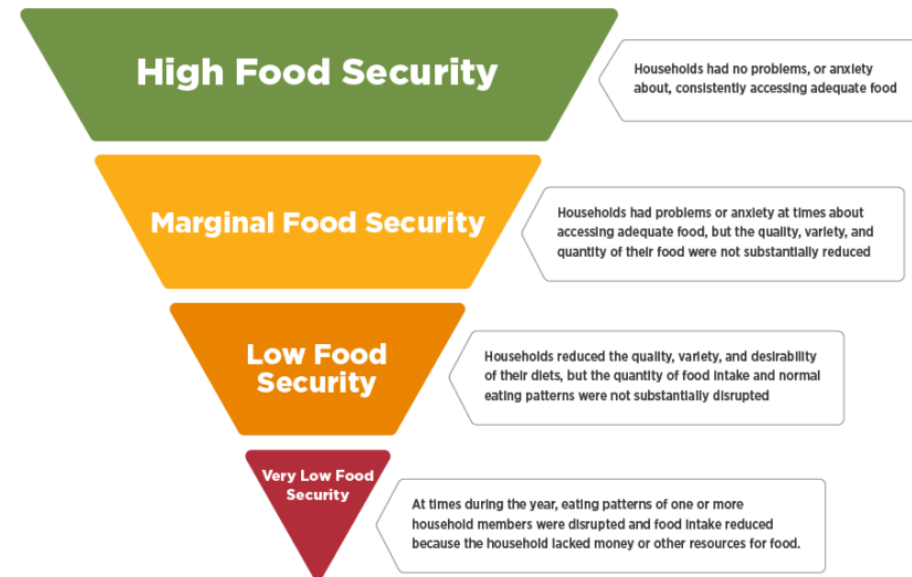 High Food Security
Households had no problems, or anxiety
about, consistently accessing adequate food
Marginal Food Security
Households had problems or anxiety at times about
accessing adequate food, but the quality, variety, and
quantity of their food were not substantially reduced
Low Food
Security
Households reduced the quality, variety, and desirability
of their diets, but the quantity of food intake and normal
eating patterns were not substantially disrupted
Very Low Food
Security
At times during the year, eating patterns of one or more
household members were disrupted and food intake reduced
because the household lacked money or other resources for food.